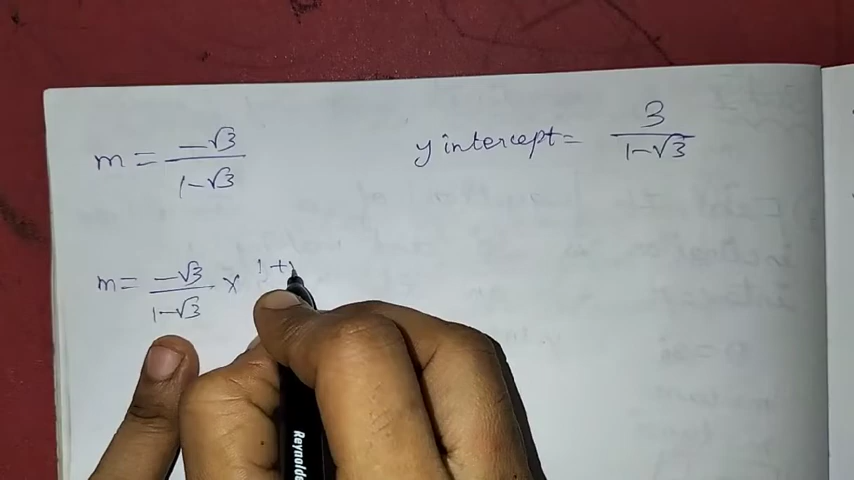 m = -√3 / 1-√3 y intercept = 3 / 1-√3
m = -√3 / 1-√3 × 1+
Reynolds